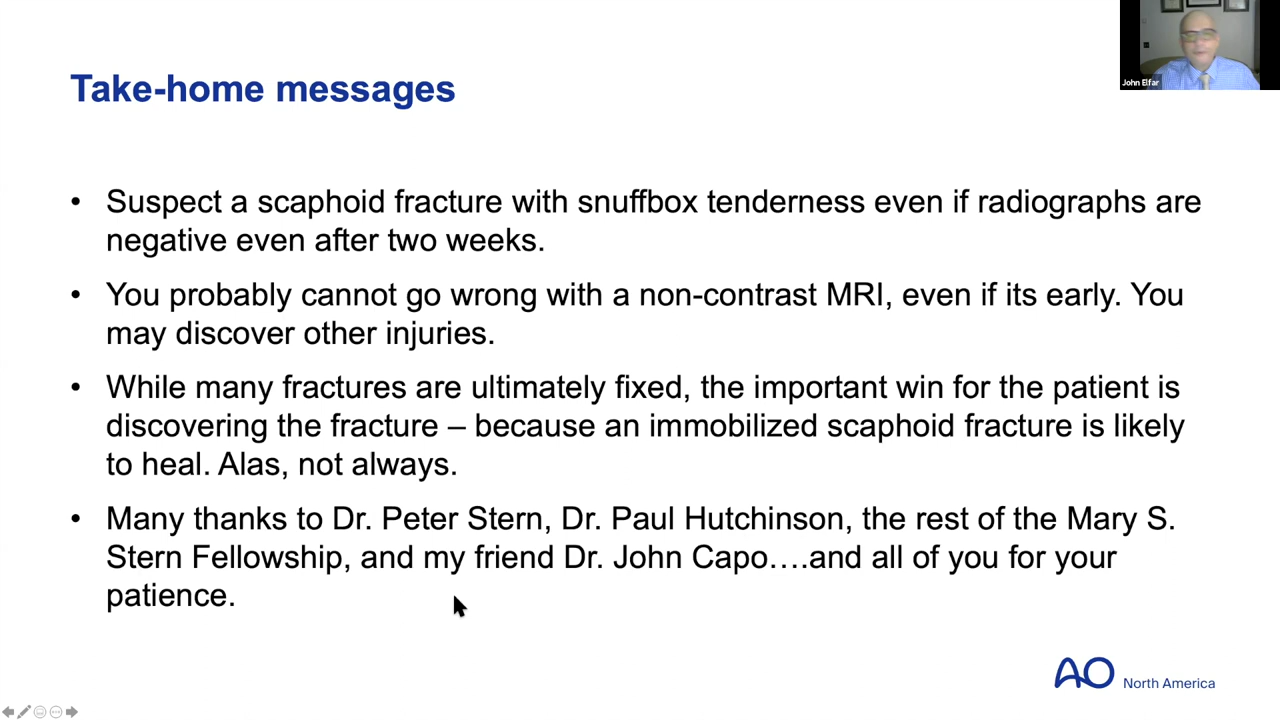 John Elfar
Take-home messages
• Suspect a scaphoid fracture with snuffbox tenderness even if radiographs are
negative even after two weeks.
• You probably cannot go wrong with a non-contrast MRI, even if its early. You
may discover other injuries.
• While many fractures are ultimately fixed, the important win for the patient is
discovering the fracture – because an immobilized scaphoid fracture is likely
to heal. Alas, not always.
• Many thanks to Dr. Peter Stern, Dr. Paul Hutchinson, the rest of the Mary S.
Stern Fellowship, and my friend Dr. John Capo….and all of you for your
patience.
AO North America